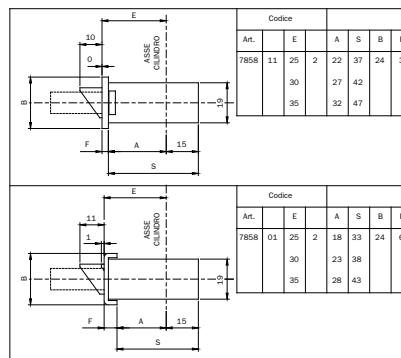 E
10
0
ASSE
CILINDRO
B
19
F A 15
S
Codice
Art. E A S B
7858 11 25 2 22 37 24
30 27 42
35 32 47
E
11
1
ASSE
CILINDRO
B
19
F A 15
S
Codice
Art. E A S B
7858 01 25 2 18 33 24
30 23 38
35 28 43